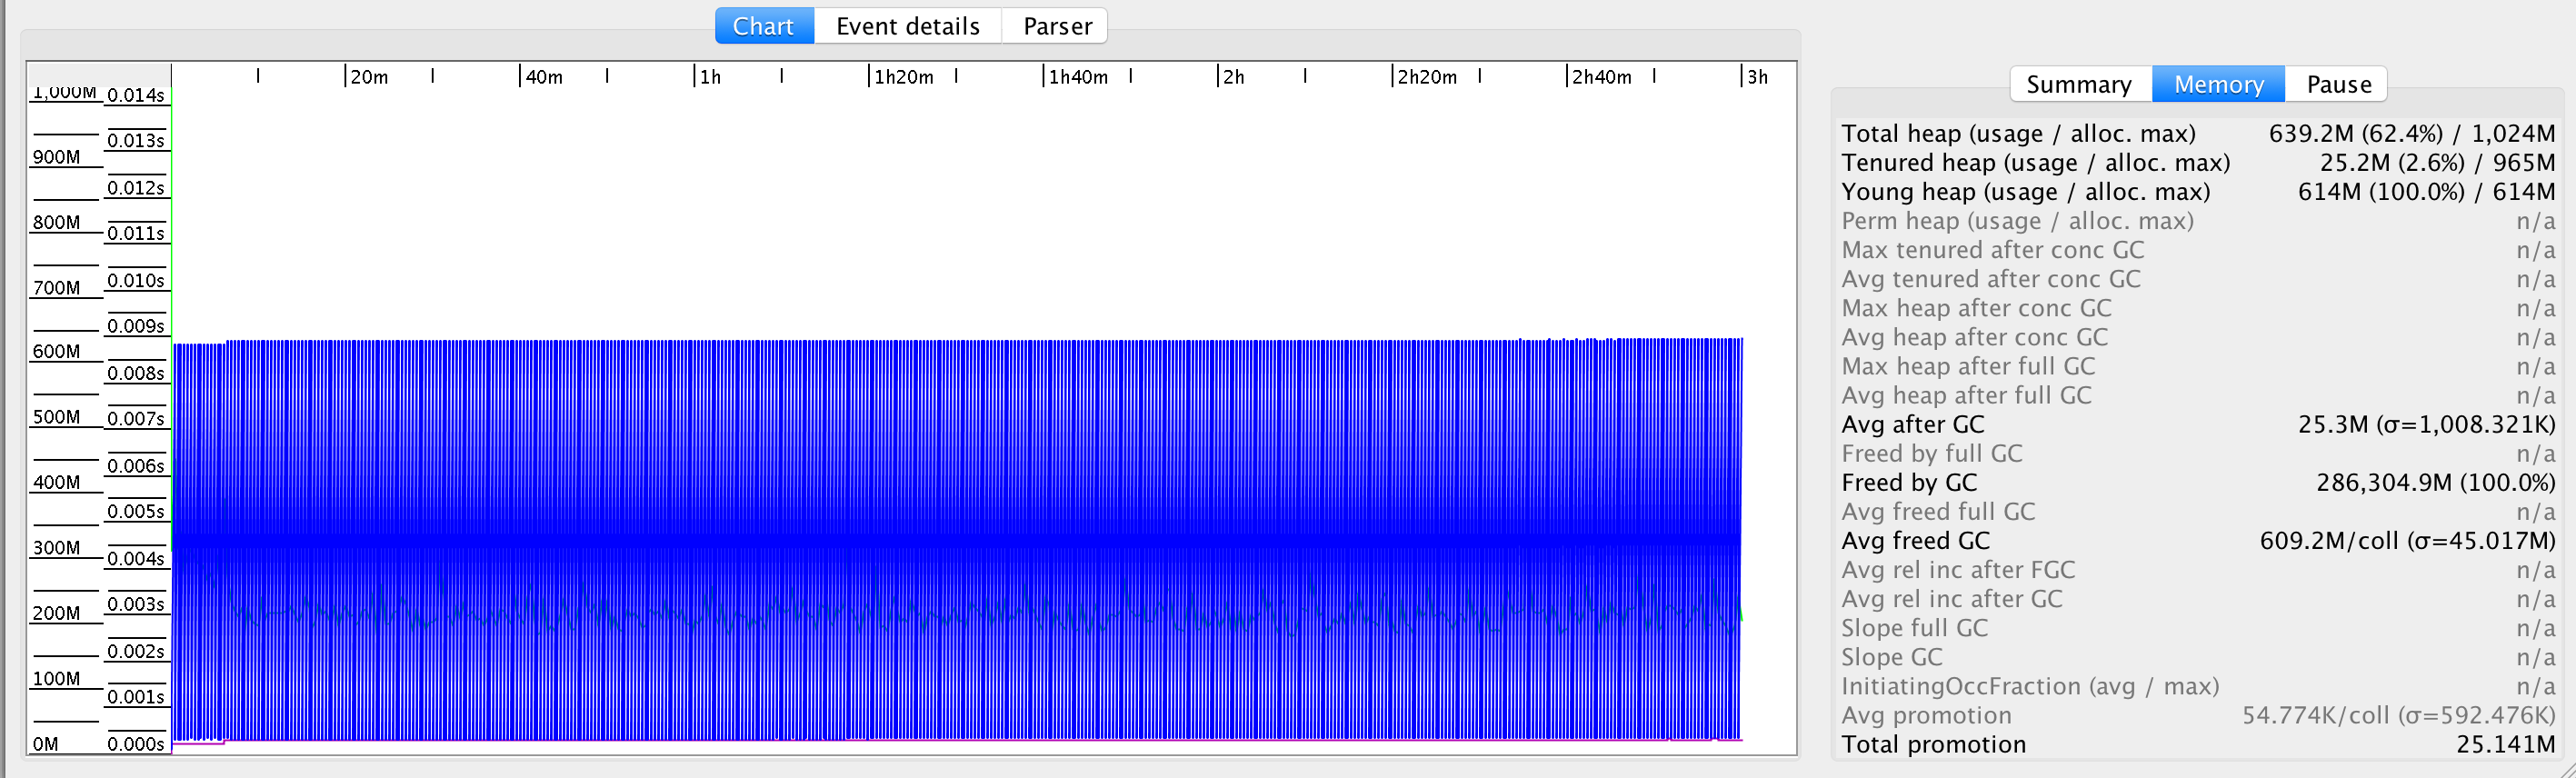 Chart Event details Parser
20m 40m 1h 1h20m 1h40m 2h 2h20m 2h40m 3h
1,000M 0.014s
0.013s
900M
0.012s
800M
0.011s
0.010s
700M
0.009s
600M
0.008s
500M 0.007s
0.006s
400M
0.005s
300M
0.004s
200M 0.003s
0.002s
100M
0.001s
0M 0.000s
Summary Memory Pause
Total heap (usage / alloc. max) 639.2M (62.4%) / 1,024M
Tenured heap (usage / alloc. max) 25.2M (2.6%) / 965M
Young heap (usage / alloc. max) 614M (100.0%) / 614M
Perm heap (usage / alloc. max) n/a
Max tenured after conc GC n/a
Avg tenured after conc GC n/a
Max heap after conc GC n/a
Avg heap after conc GC n/a
Max heap after full GC n/a
Avg heap after full GC n/a
Avg after GC 25.3M (σ=1,008.321K)
Freed by full GC n/a
Freed by GC 286,304.9M (100.0%)
Avg freed full GC n/a
Avg freed GC 609.2M/coll (σ=45.017M)
Avg rel inc after FGC n/a
Avg rel inc after GC n/a
Slope full GC n/a
Slope GC n/a
InitiatingOccFraction (avg / max) n/a
Avg promotion 54.774K/coll (σ=592.476K)
Total promotion 25.141M